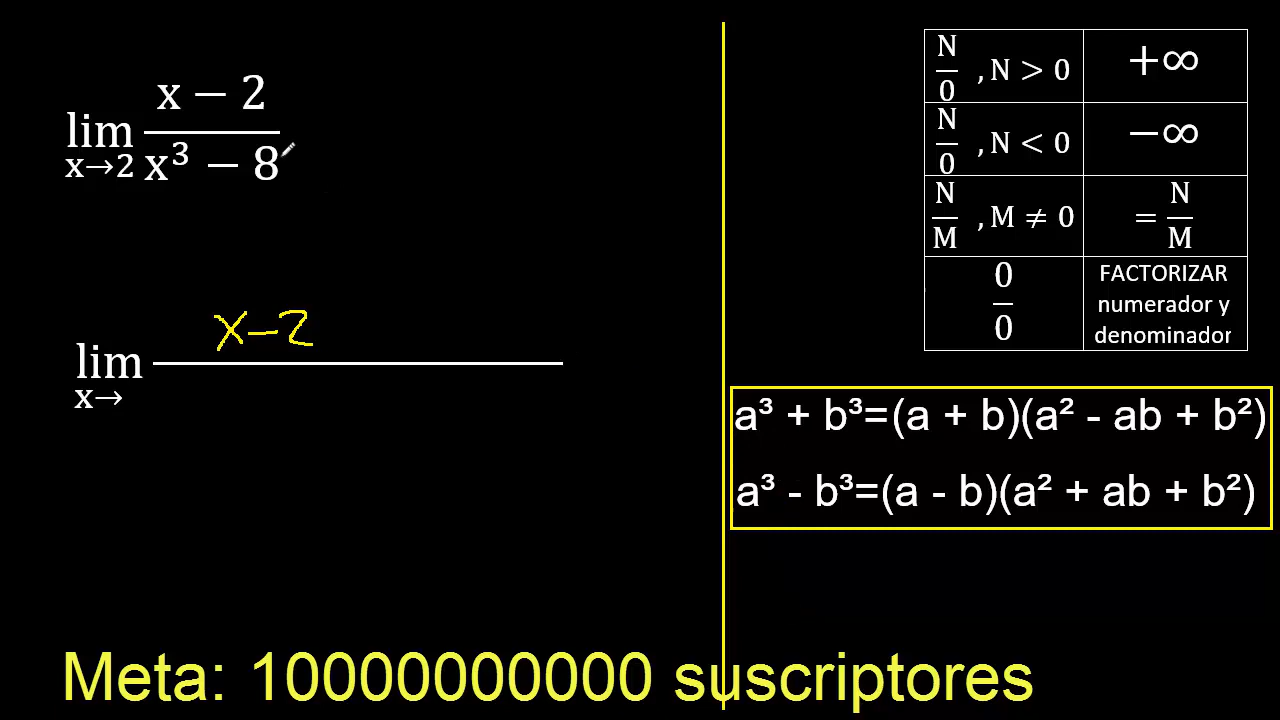 x − 2
lim
x→2 x³ − 8
x−2
lim
x→
N/0 , N > 0 +∞
N/0 , N < 0 −∞
N/M , M ≠ 0 = N/M
0/0 FACTORIZAR
numerador y
denominador
a³ + b³=(a + b)(a² - ab + b²)
a³ - b³=(a - b)(a² + ab + b²)
Meta: 10000000000 suscriptores